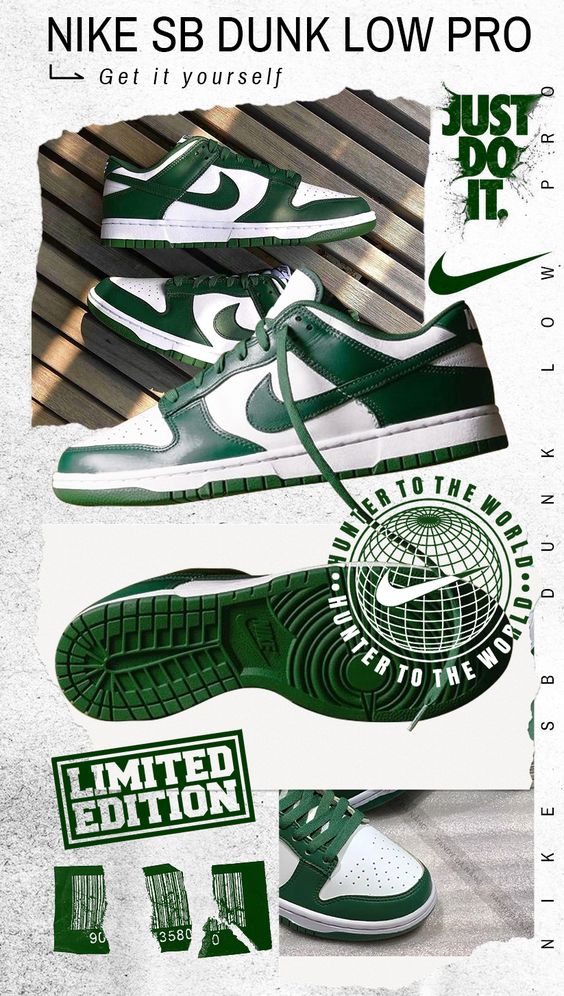 NIKE SB DUNK LOW PRO
Get it yourself
JUST
DO
IT.
NIKE SB DUNK LOW PRO
HUNTER TO THE WORLD
HUNTER TO THE WORLD
NIKE
LIMITED
EDITION
90
3580
0